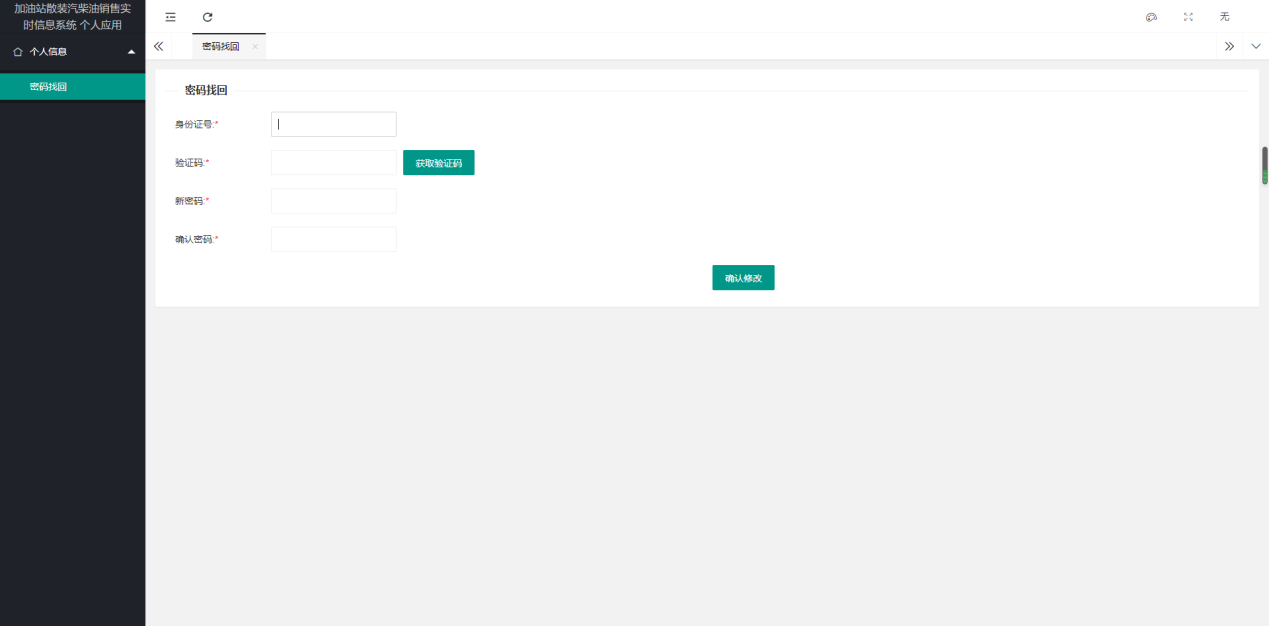 加油站散装汽柴油销售实
时信息系统 个人应用
无
个人信息
密码找回
密码找回
密码找回
身份证号:*
验证码:*
获取验证码
新密码:*
确认密码:*
确认修改